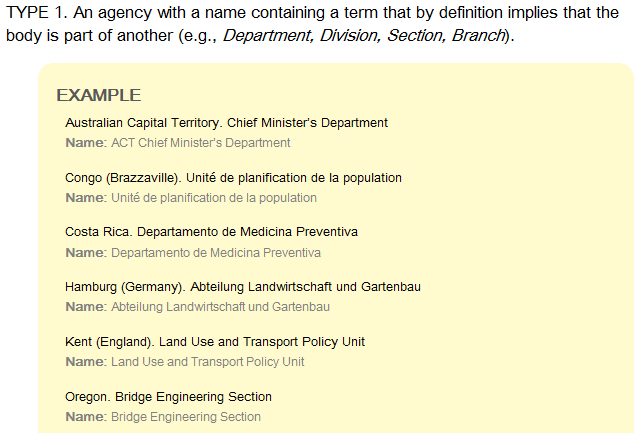 TYPE 1. An agency with a name containing a term that by definition implies that the
body is part of another (e.g., Department, Division, Section, Branch).
EXAMPLE
Australian Capital Territory. Chief Minister's Department
Name: ACT Chief Minister's Department
Congo (Brazzaville). Unité de planification de la population
Name: Unité de planification de la population
Costa Rica. Departamento de Medicina Preventiva
Name: Departamento de Medicina Preventiva
Hamburg (Germany). Abteilung Landwirtschaft und Gartenbau
Name: Abteilung Landwirtschaft und Gartenbau
Kent (England). Land Use and Transport Policy Unit
Name: Land Use and Transport Policy Unit
Oregon. Bridge Engineering Section
Name: Bridge Engineering Section